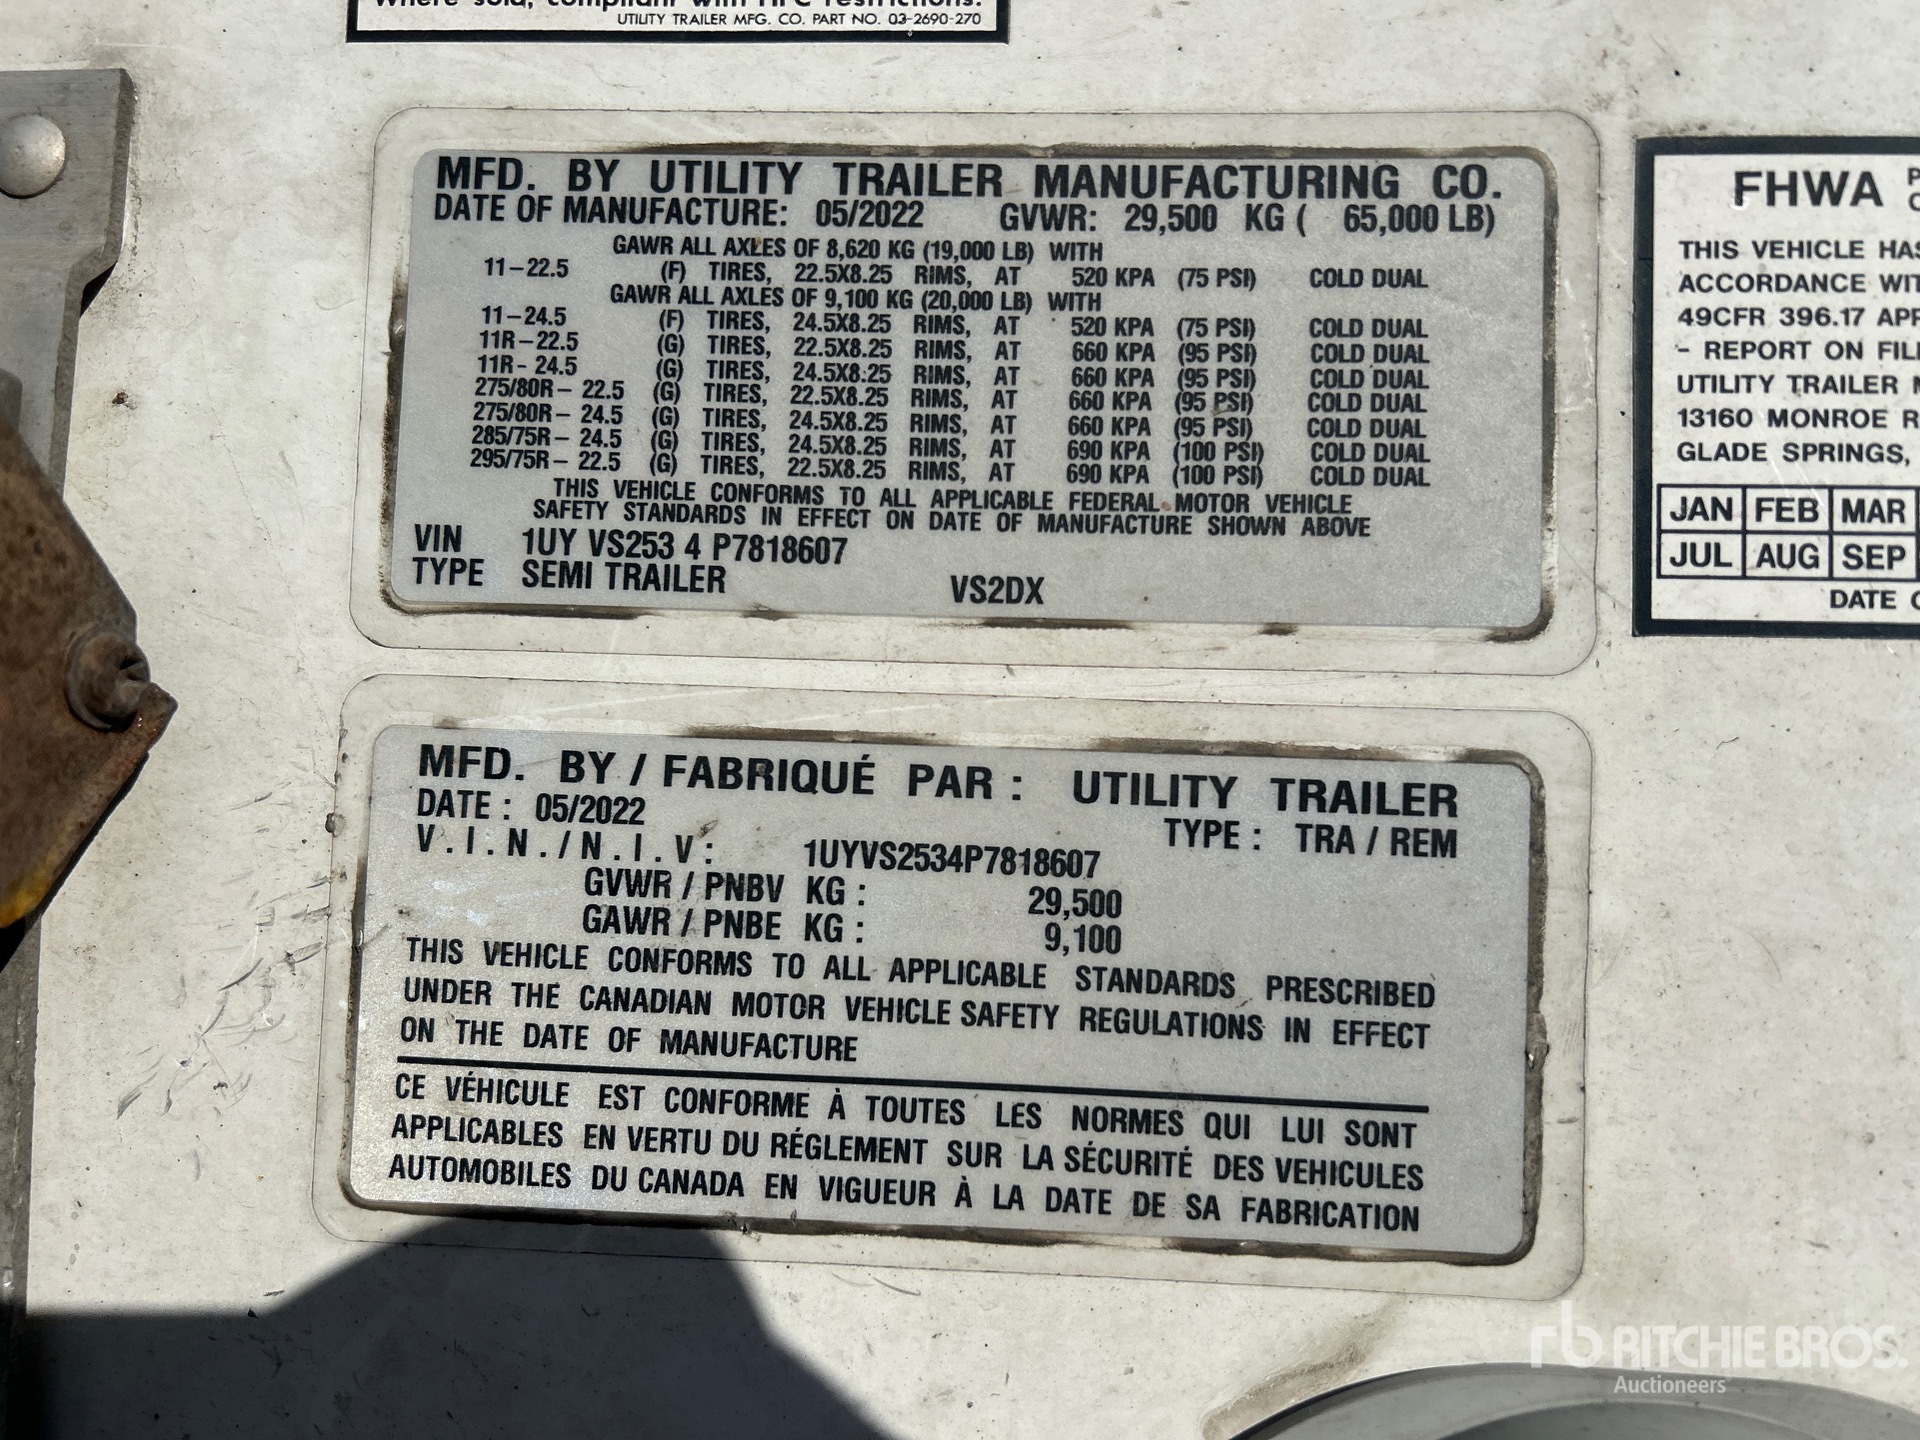 Where sold, compliant with HFC restrictions.
UTILITY TRAILER MFG. CO. PART NO. 03-2690-270
MFD. BY UTILITY TRAILER MANUFACTURING CO.
DATE OF MANUFACTURE: 05/2022 GVWR: 29,500 KG ( 65,000 LB)
GAWR ALL AXLES OF 8,620 KG (19,000 LB) WITH
11-22.5 (F) TIRES, 22.5X8.25 RIMS, AT 520 KPA (75 PSI) COLD DUAL
GAWR ALL AXLES OF 9,100 KG (20,000 LB) WITH
11-24.5 (F) TIRES, 24.5X8.25 RIMS, AT 520 KPA (75 PSI) COLD DUAL
11R-22.5 (G) TIRES, 22.5X8.25 RIMS, AT 660 KPA (95 PSI) COLD DUAL
11R-24.5 (G) TIRES, 24.5X8.25 RIMS, AT 660 KPA (95 PSI) COLD DUAL
275/80R-22.5 (G) TIRES, 22.5X8.25 RIMS, AT 660 KPA (95 PSI) COLD DUAL
275/80R-24.5 (G) TIRES, 24.5X8.25 RIMS, AT 660 KPA (95 PSI) COLD DUAL
285/75R-24.5 (G) TIRES, 24.5X8.25 RIMS, AT 690 KPA (100 PSI) COLD DUAL
295/75R-22.5 (G) TIRES, 22.5X8.25 RIMS, AT 690 KPA (100 PSI) COLD DUAL
THIS VEHICLE CONFORMS TO ALL APPLICABLE FEDERAL MOTOR VEHICLE
SAFETY STANDARDS IN EFFECT ON DATE OF MANUFACTURE SHOWN ABOVE
VIN 1UY VS253 4 P7818607
TYPE SEMI TRAILER VS2DX
FHWA
THIS VEHICLE HAS
ACCORDANCE WIT
49CFR 396.17 APP
- REPORT ON FIL
UTILITY TRAILER M
13160 MONROE R
GLADE SPRINGS,
JAN FEB MAR
JUL AUG SEP
DATE
MFD. BY / FABRIQUÉ PAR : UTILITY TRAILER
DATE : 05/2022 TYPE : TRA / REM
V.I.N./N.I.V: 1UYVS2534P7818607
GVWR / PNBV KG : 29,500
GAWR / PNBE KG : 9,100
THIS VEHICLE CONFORMS TO ALL APPLICABLE STANDARDS PRESCRIBED
UNDER THE CANADIAN MOTOR VEHICLE SAFETY REGULATIONS IN EFFECT
ON THE DATE OF MANUFACTURE
CE VÉHICULE EST CONFORME À TOUTES LES NORMES QUI LUI SONT
APPLICABLES EN VERTU DU RÉGLEMENT SUR LA SÉCURITÉ DES VEHICULES
AUTOMOBILES DU CANADA EN VIGUEUR À LA DATE DE SA FABRICATION
rb RITCHIE BROS.
Auctioneers